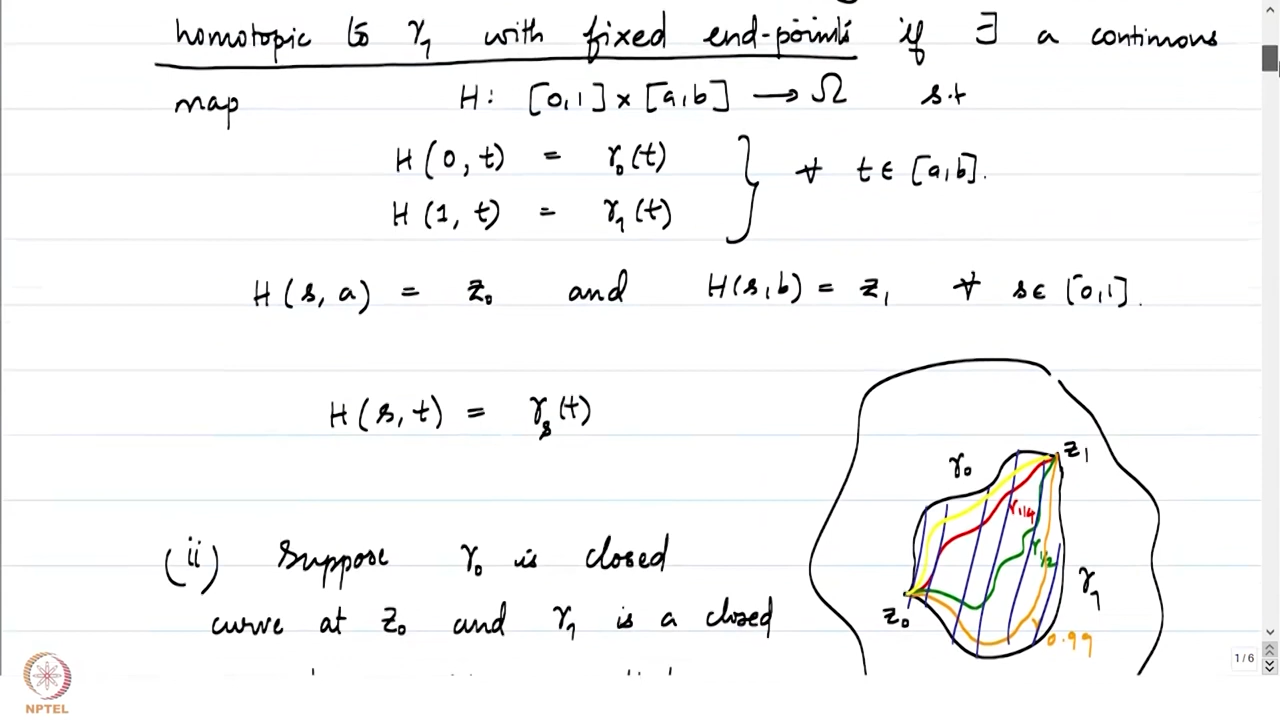 homotopic to γ₁ with fixed end-points if ∃ a continuous
map H: [0,1] × [a,b] ⟶ Ω s.t
H(0, t) = γ₀(t)
H(1, t) = γ₁(t) } ∀ t ∈ [a,b].
H(s, a) = z₀ and H(s,b) = z₁ ∀ s ∈ [0,1].
H(s, t) = γₛ(t)
γ₀ z₁
γ₁/₄
γ₁/₂
γ₁
z₀
γ₀.₉₉
(ii) Suppose γ₀ is closed
curve at z₀ and γ₁ is a closed
1/6
NPTEL